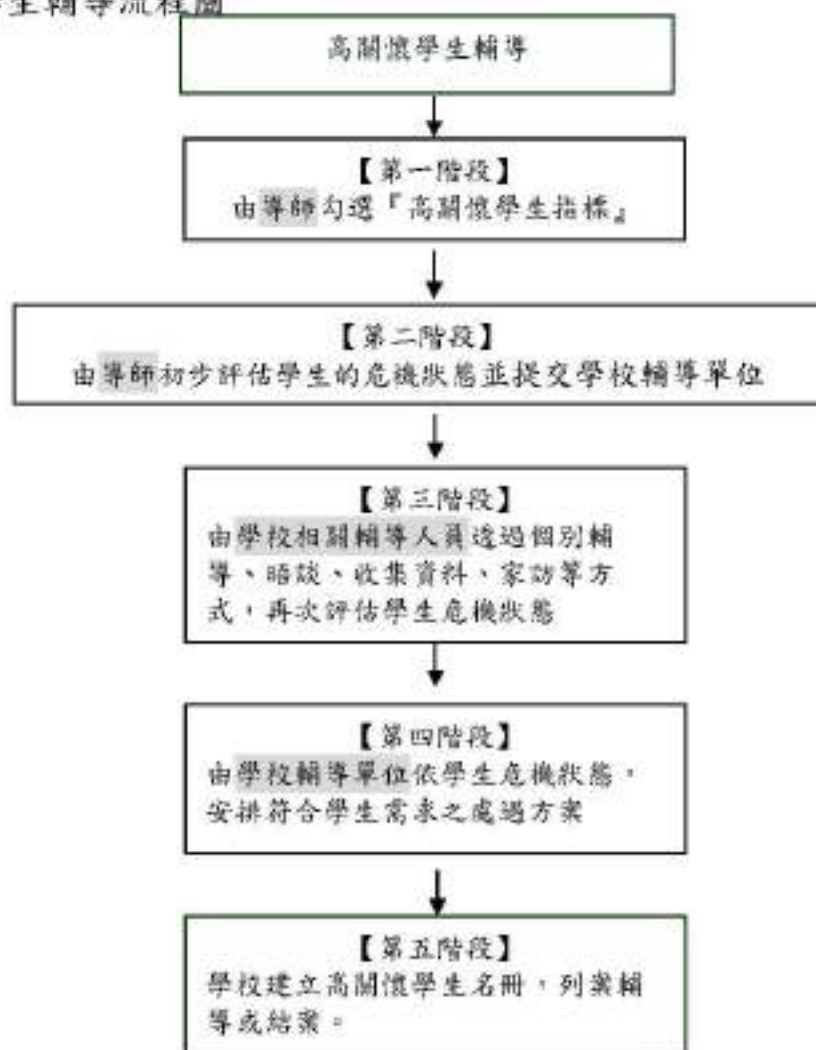 生輔導流程圖
高關懷學生輔導
【第一階段】
由導師勾選『高關懷學生指標』
【第二階段】
由導師初步評估學生的危機狀態並提交學校輔導單位
【第三階段】
由學校相關輔導人員透過個別輔
導、晤談、收集資料、家訪等方
式，再次評估學生危機狀態
【第四階段】
由學校輔導單位依學生危機狀態，
安排符合學生需求之處遇方案
【第五階段】
學校建立高關懷學生名冊，列案輔
導或結案。